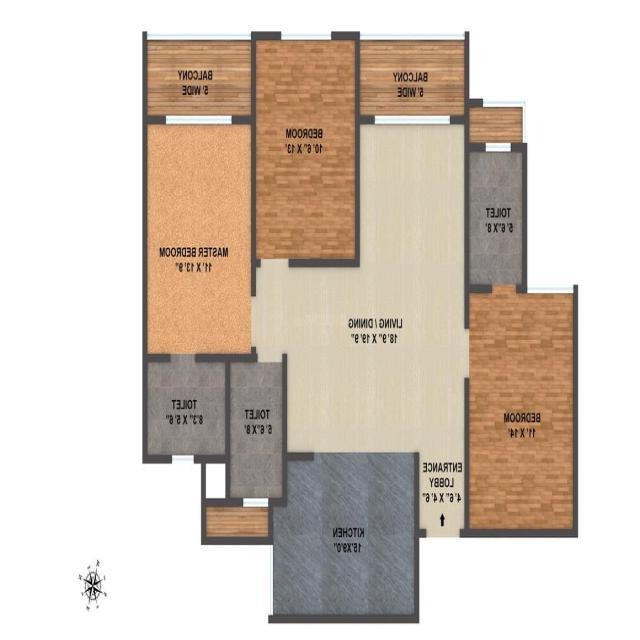 BALCONY
5' WIDE
BEDROOM
10' 6" X 13'
BALCONY
5' WIDE
TOILET
5' 6" X 8'
MASTER BEDROOM
11' X 13' 9"
LIVING / DINING
18' 9" X 19' 9"
TOILET
8' 3" X 5' 6"
TOILET
5' 6 X 8'
BEDROOM
11' X 14'
ENTRANCE
LOBBY
4' 6" X 4' 6"
KITCHEN
15'X9'0"